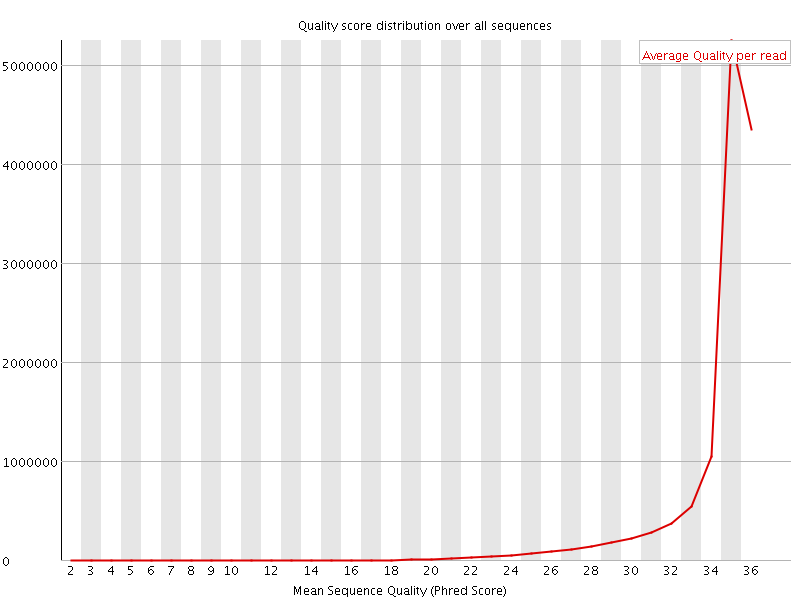 Quality score distribution over all sequences
Average Quality per read
5000000
4000000
3000000
2000000
1000000
0
2 3 4 5 6 7 8 9 10 12 14 16 18 20 22 24 26 28 30 32 34 36
Mean Sequence Quality (Phred Score)